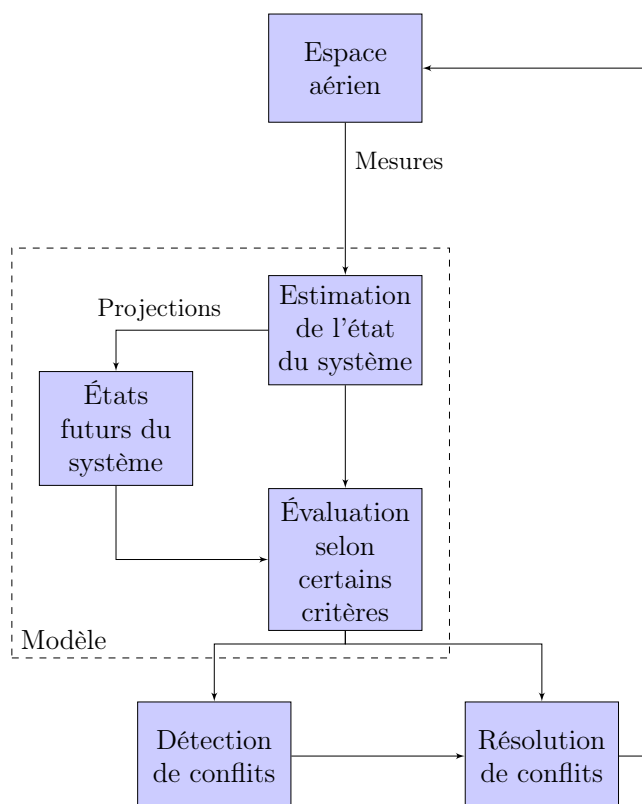 Espace
aérien
Mesures
Estimation
de l'état
du système
Projections
États
futurs du
système
Évaluation
selon
certains
critères
Modèle
Détection
de conflits
Résolution
de conflits